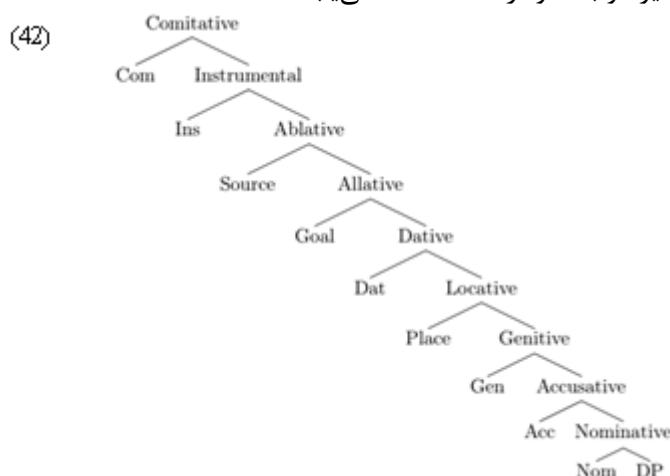 (42)
Comitative
Com Instrumental
Ins Ablative
Source Allative
Goal Dative
Dat Locative
Place Genitive
Gen Accusative
Acc Nominative
Nom DP